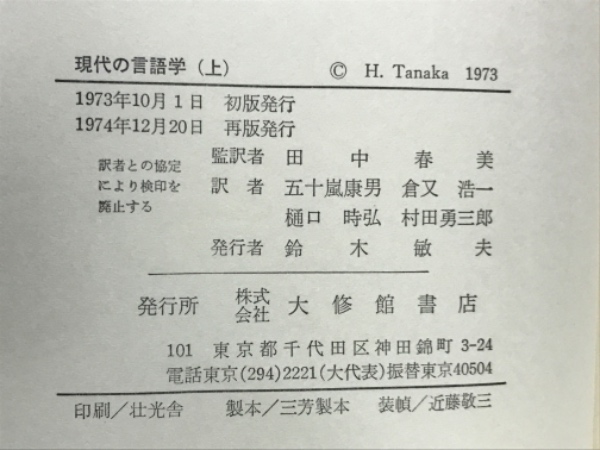 現代の言語学（上） © H. Tanaka 1973
1973年10月1日 初版発行
1974年12月20日 再版発行
訳者との協定
により検印を
廃止する
監訳者 田中春美
訳者 五十嵐康男 倉又浩一
樋口時弘 村田勇三郎
発行者 鈴木敏夫
発行所 株式会社 大修館書店
101 東京都千代田区神田錦町 3-24
電話東京(294)2221(大代表)振替東京40504
印刷／壮光舎 製本／三芳製本 装幀／近藤敬三